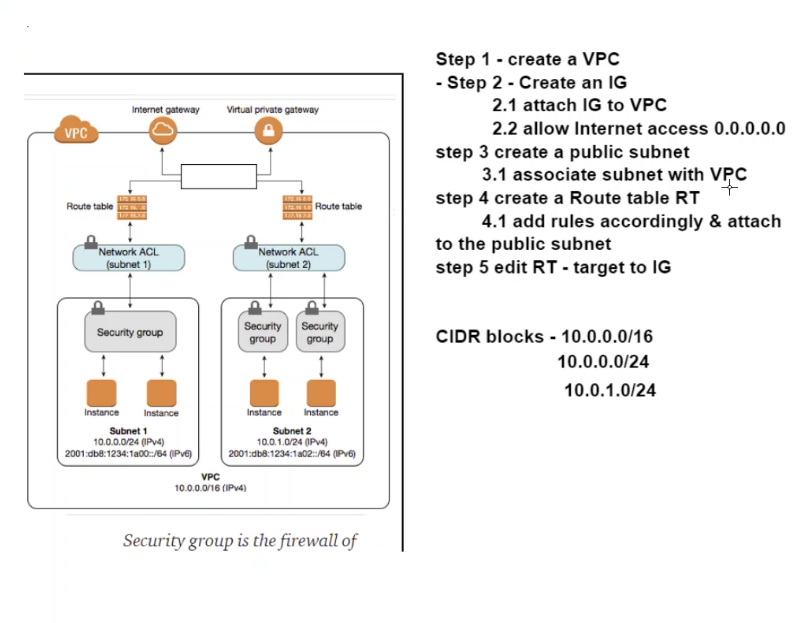 Step 1 - create a VPC
- Step 2 - Create an IG
2.1 attach IG to VPC
2.2 allow Internet access 0.0.0.0.0
step 3 create a public subnet
3.1 associate subnet with VPC
step 4 create a Route table RT
4.1 add rules accordingly & attach
to the public subnet
step 5 edit RT - target to IG
CIDR blocks - 10.0.0.0/16
10.0.0.0/24
10.0.1.0/24
Internet gateway
Virtual private gateway
VPC
Route table
Route table
Network ACL
(subnet 1)
Network ACL
(subnet 2)
Security group
Security
group
Security
group
Instance
Instance
Instance
Instance
Subnet 1
10.0.0.0/24 (IPv4)
2001:db8:1234:1a00::/64 (IPv6)
Subnet 2
10.0.1.0/24 (IPv4)
2001:db8:1234:1a02::/64 (IPv6)
VPC
10.0.0.0/16 (IPv4)
Security group is the firewall of